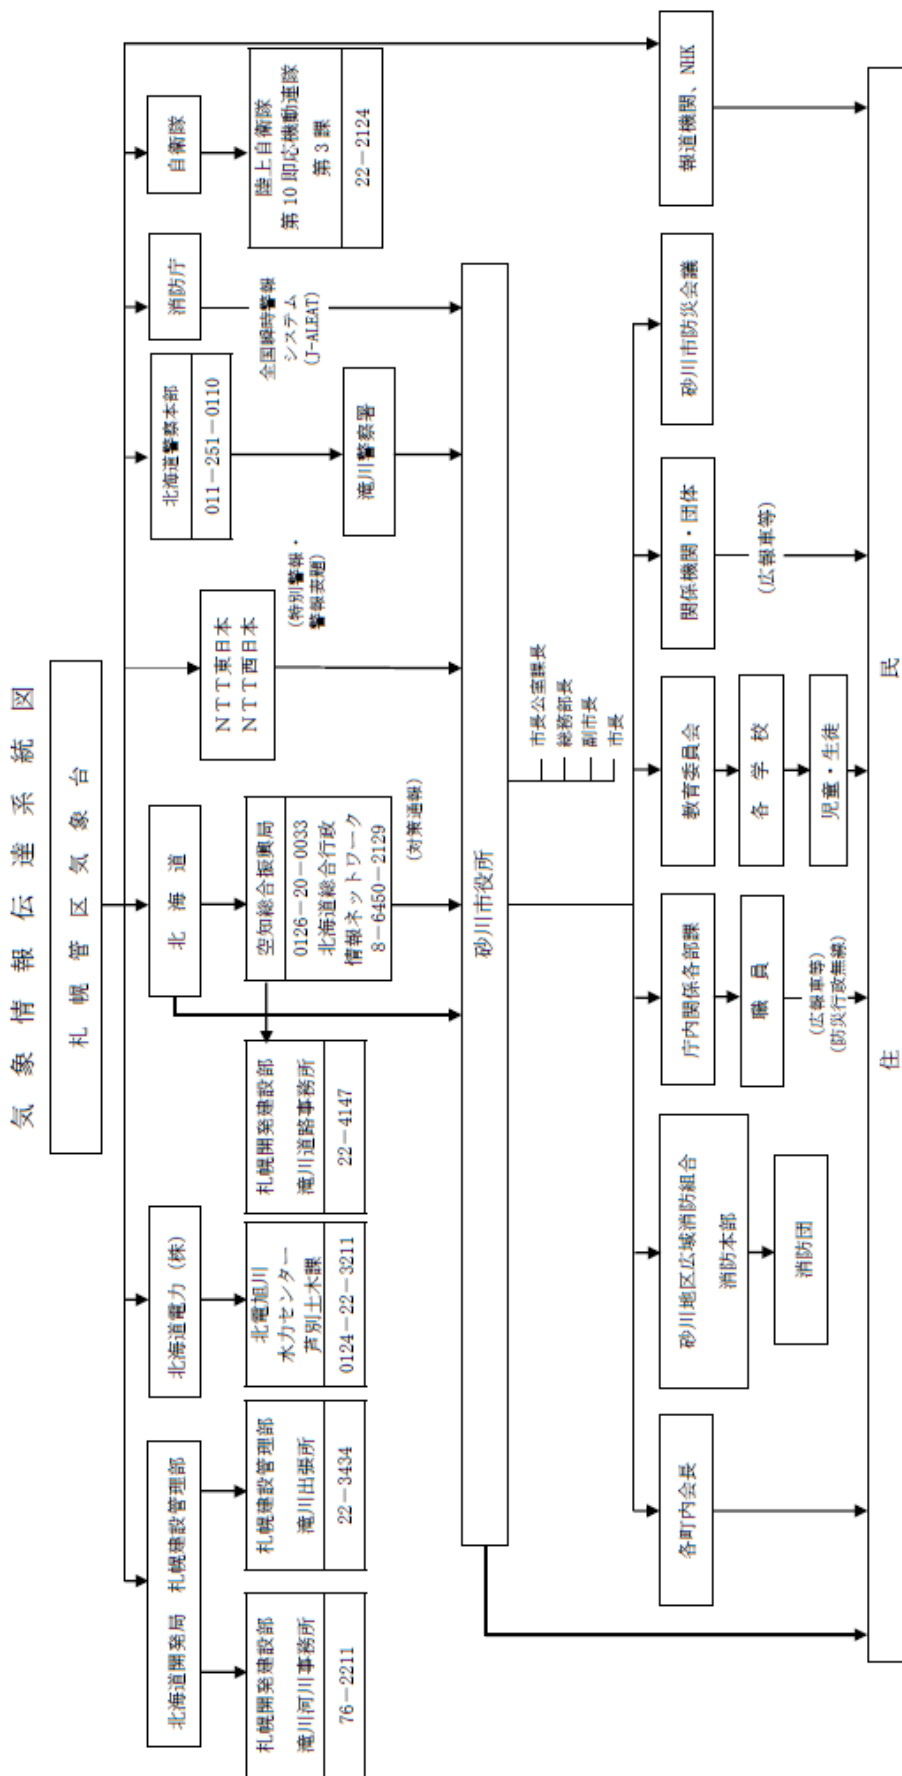 気象情報伝達系統図
札幌管区気象台
北海道開発局 札幌建設管理部
北海道電力(株)
北海道
NTT東日本
NTT西日本
(特別警報・
警報表題)
北海道警察本部
011-251-0110
消防庁
自衛隊
札幌開発建設部
滝川河川事務所
76-2211
札幌建設管理部
滝川出張所
22-3434
北電旭川
水力センター
芦別土木課
0124-22-3211
札幌開発建設部
滝川道路事務所
22-4147
空知総合振興局
0126-20-0033
北海道総合行政
情報ネットワーク
8-6450-2129
(対策通報)
滝川警察署
全国瞬時警報
システム
(J-ALEAT)
陸上自衛隊
第10即応機動連隊
第3課
22-2124
砂川市役所
市長公室課長
総務部長
副市長
市長
各町内会長
砂川地区広域消防組合
消防本部
消防団
庁内関係各部課
職員
(広報車等)
(防災行政無線)
教育委員会
各学校
児童・生徒
関係機関・団体
(広報車等)
砂川市防災会議
報道機関、NHK
住民